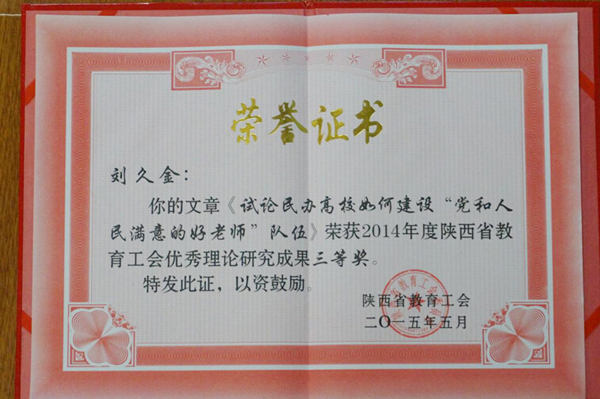 荣誉证书
刘久金：
你的文章《试论民办高校如何建设“党和人
民满意的好老师”队伍》荣获2014年度陕西省教
育工会优秀理论研究成果三等奖。
特发此证，以资鼓励。
陕西省教育工会
二〇一五年五月